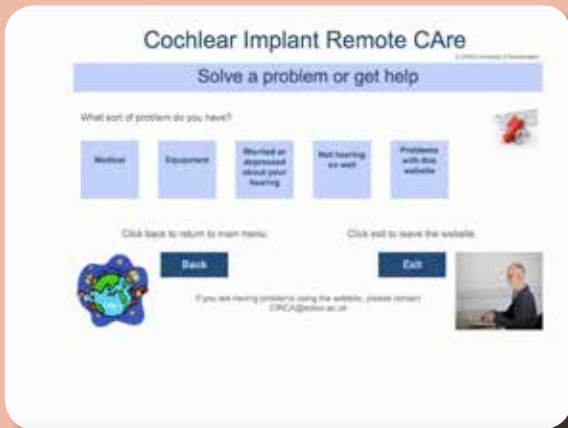 Cochlear Implant Remote CAre
Solve a problem or get help
What sort of problem do you have?
Medical
Equipment
Worried or
depressed
about your
hearing
Not hearing
so well
Problems
with this
website
Click back to return to main menu.
Click exit to leave the website.
Back
Exit
If you are having problems using the website, please contact